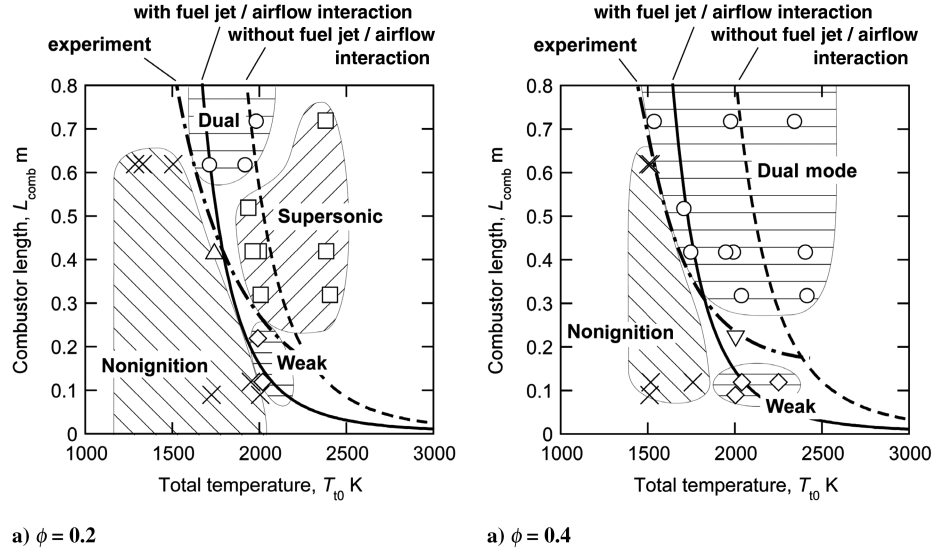 with fuel jet / airflow interaction
without fuel jet / airflow
interaction
experiment
0.8
0.7
0.6
0.5
0.4
0.3
0.2
0.1
0
Combustor length, Lcomb m
Dual
Supersonic
Nonignition
Weak
1000 1500 2000 2500 3000
Total temperature, Tt0 K
a) ϕ = 0.2
with fuel jet / airflow interaction
without fuel jet / airflow
interaction
experiment
0.8
0.7
0.6
0.5
0.4
0.3
0.2
0.1
0
Combustor length, Lcomb m
Dual mode
Nonignition
Weak
1000 1500 2000 2500 3000
Total temperature, Tt0 K
a) ϕ = 0.4